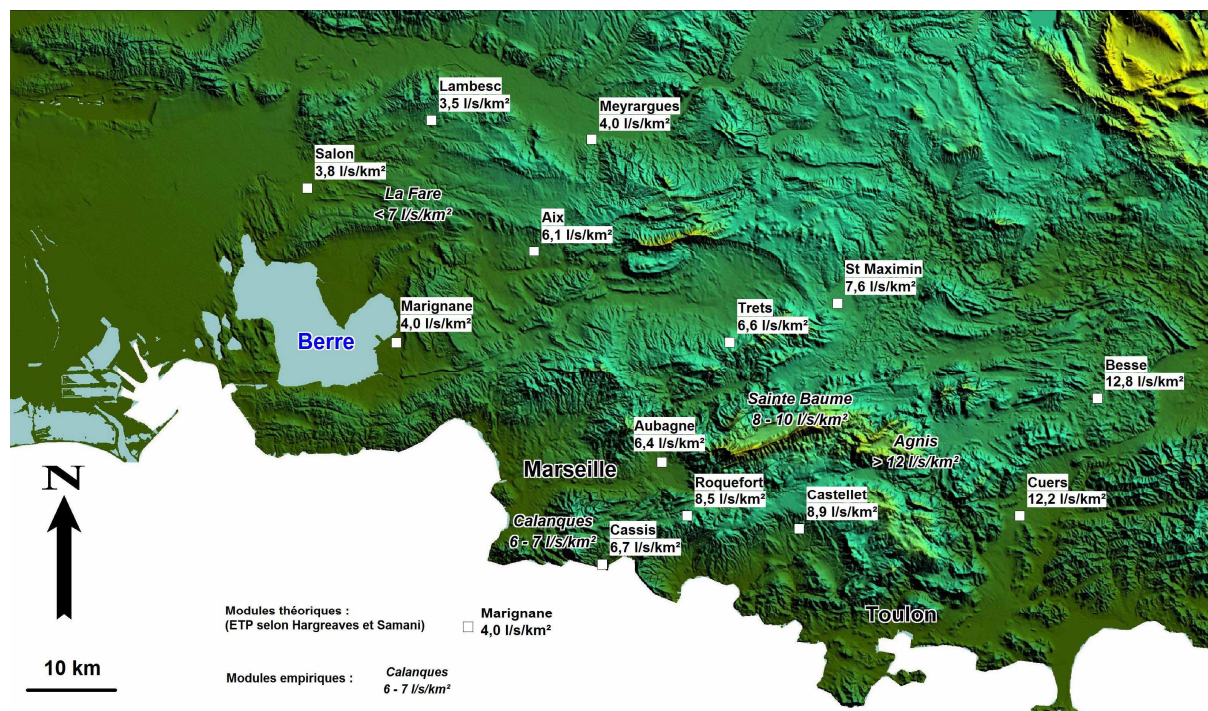 Lambesc
3,5 l/s/km²
Meyrargues
4,0 l/s/km²
Salon
3,8 l/s/km²
La Fare
< 7 l/s/km²
Aix
6,1 l/s/km²
St Maximin
7,6 l/s/km²
Marignane
4,0 l/s/km²
Trets
6,6 l/s/km²
Berre
Besse
12,8 l/s/km²
Sainte Baume
8 - 10 l/s/km²
Aubagne
6,4 l/s/km²
Agnis
> 12 l/s/km²
Marseille
Roquefort
8,5 l/s/km²
Castellet
8,9 l/s/km²
Cuers
12,2 l/s/km²
Calanques
6 - 7 l/s/km²
Cassis
6,7 l/s/km²
Toulon
N
10 km
Modules théoriques :
(ETP selon Hargreaves et Samani)
Marignane
4,0 l/s/km²
Modules empiriques :
Calanques
6 - 7 l/s/km²